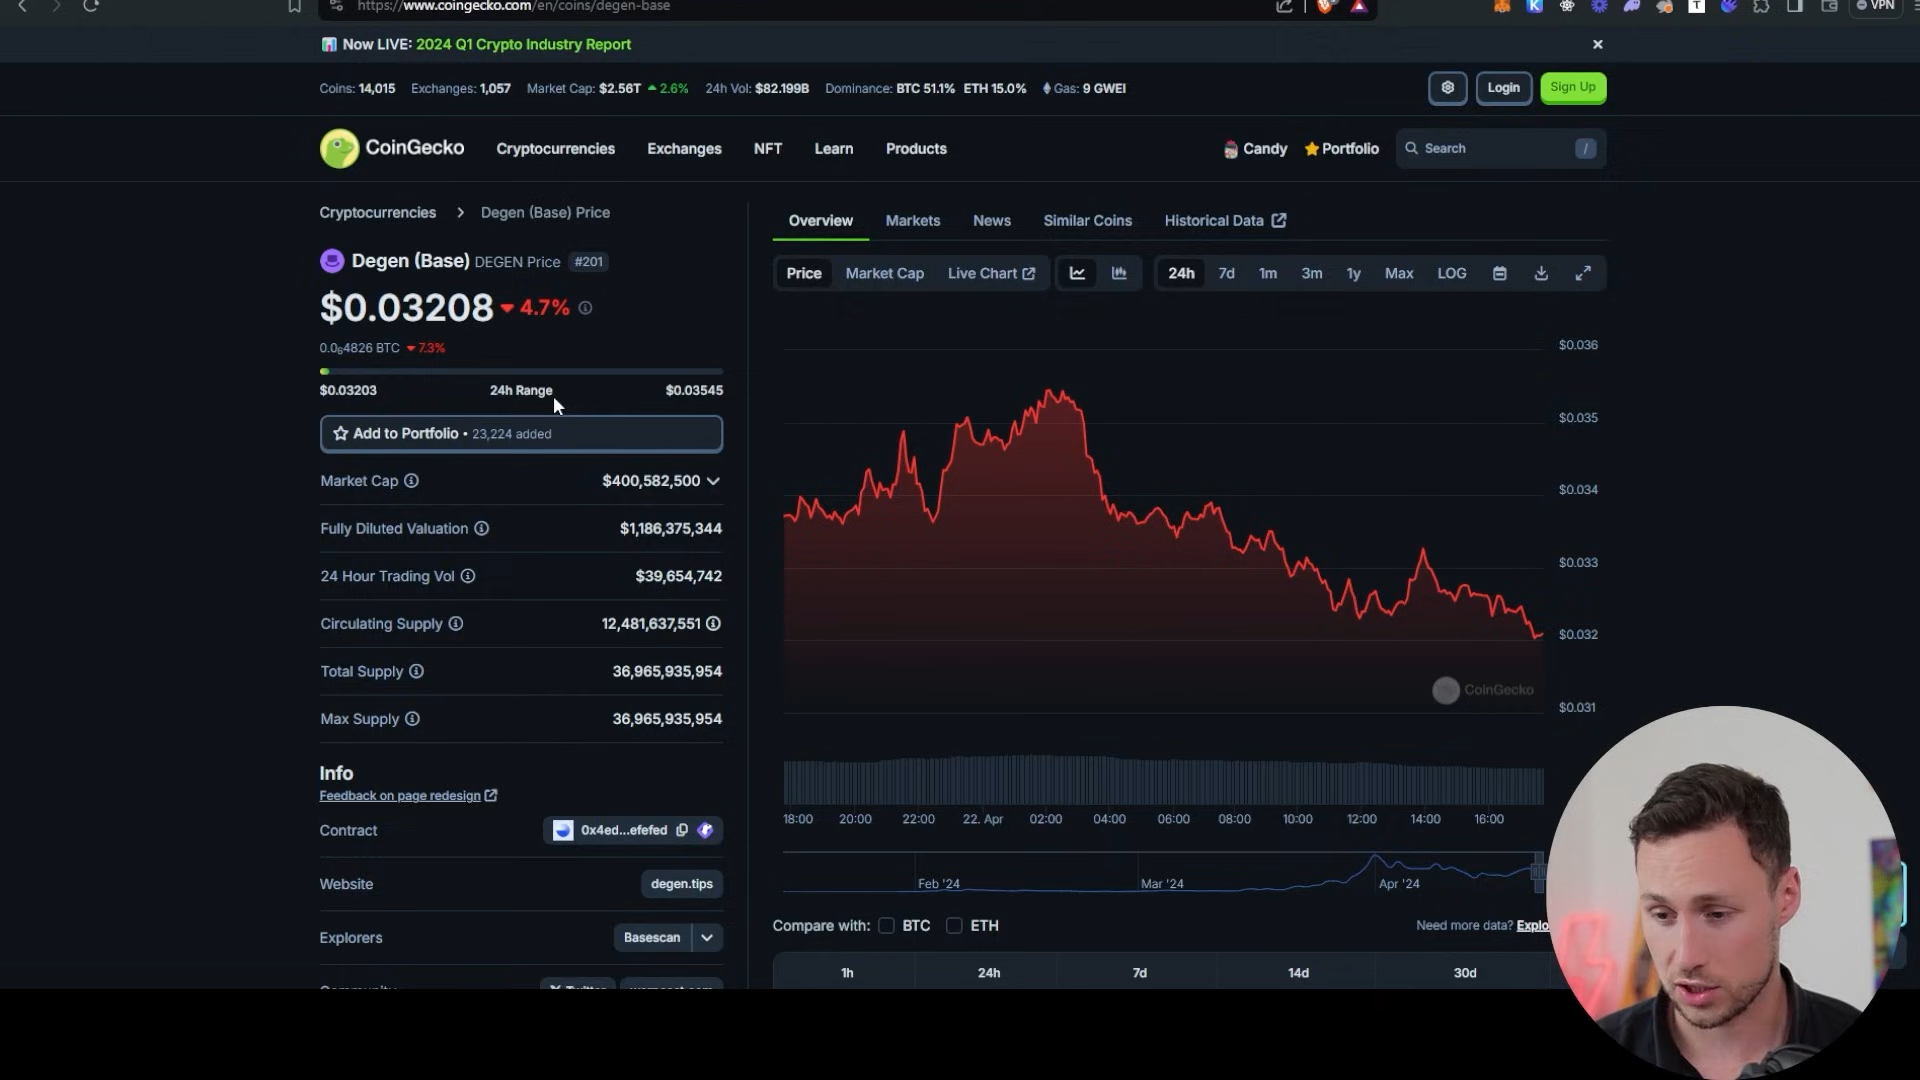 https://www.coingecko.com/en/coins/degen-base
VPN
Now LIVE: 2024 Q1 Crypto Industry Report
Coins: 14,015 Exchanges: 1,057 Market Cap: $2.56T 2.6% 24h Vol: $82.199B Dominance: BTC 51.1% ETH 15.0% Gas: 9 GWEI
Login
Sign Up
CoinGecko
Cryptocurrencies
Exchanges
NFT
Learn
Products
Candy
Portfolio
Search
/
Cryptocurrencies > Degen (Base) Price
Degen (Base) DEGEN Price #201
$0.03208 4.7%
0.0₆4826 BTC 7.3%
$0.03203 24h Range $0.03545
Add to Portfolio • 23,224 added
Market Cap $400,582,500
Fully Diluted Valuation $1,186,375,344
24 Hour Trading Vol $39,654,742
Circulating Supply 12,481,637,551
Total Supply 36,965,935,954
Max Supply 36,965,935,954
Info
Feedback on page redesign
Contract 0x4ed...efefed
Website degen.tips
Explorers Basescan
Overview Markets News Similar Coins Historical Data
Price Market Cap Live Chart 24h 7d 1m 3m 1y Max LOG
$0.036
$0.035
$0.034
$0.033
$0.032
$0.031
CoinGecko
18:00 20:00 22:00 22. Apr 02:00 04:00 06:00 08:00 10:00 12:00 14:00 16:00
Feb '24 Mar '24 Apr '24
Compare with: BTC ETH
Need more data? Explo
1h 24h 7d 14d 30d